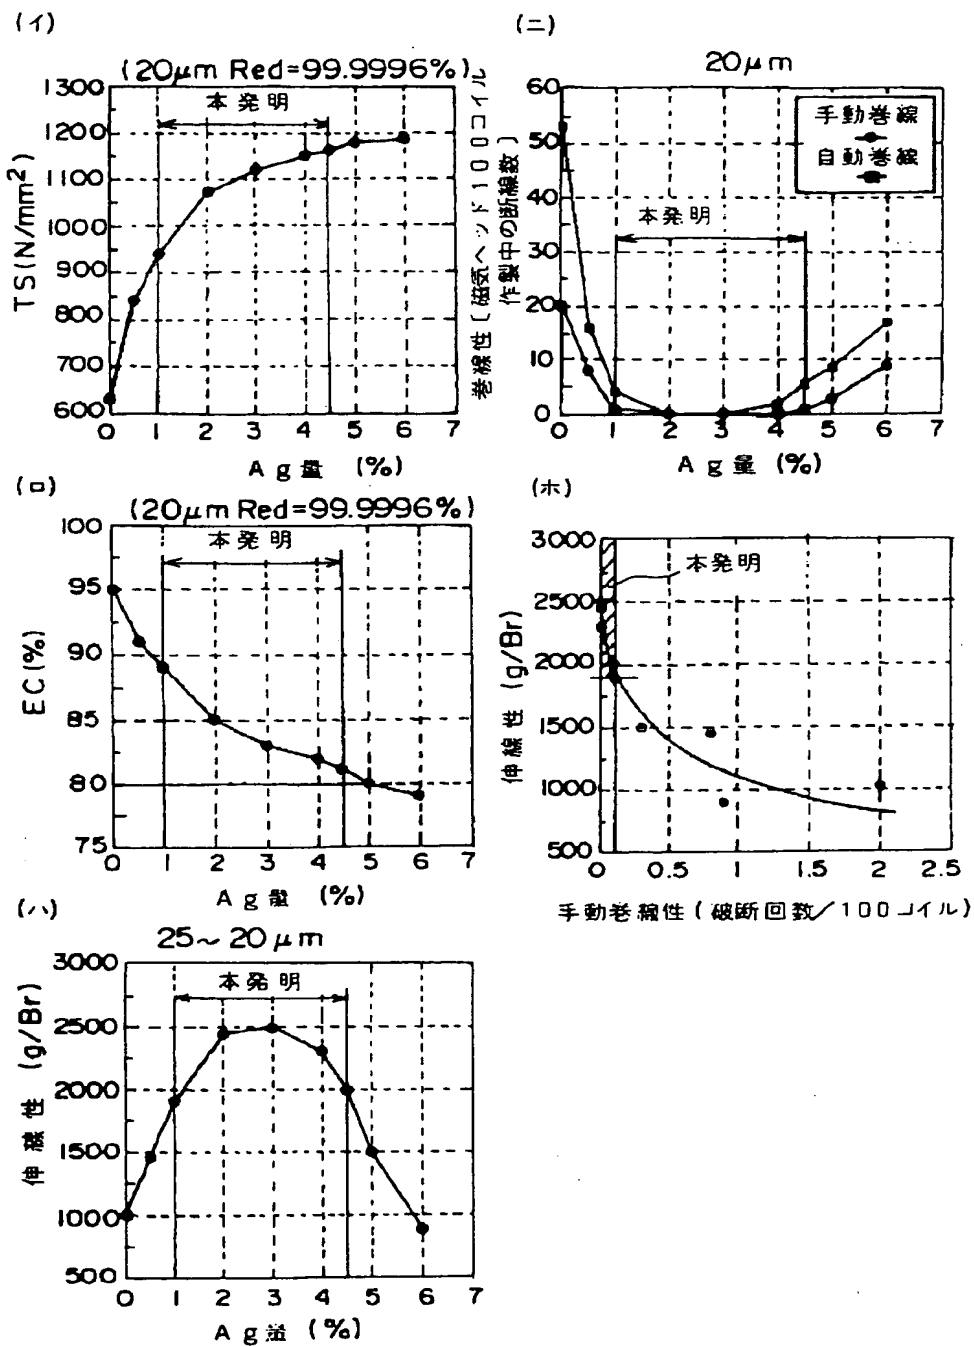 (イ)
(20μm Red=99.9996%)
本発明
TS(N/mm²)
1300
1200
1100
1000
900
800
700
600
0 1 2 3 4 5 6 7
Ag量 (%)
(ニ)
20μm
手動巻線
自動巻線
本発明
巻線性〔磁気ヘッド100コイル
作製中の断線数〕
60
50
40
30
20
10
0
0 1 2 3 4 5 6 7
Ag量 (%)
(ロ)
(20μm Red=99.9996%)
本発明
EC(%)
100
95
90
85
80
75
0 1 2 3 4 5 6 7
Ag量 (%)
(ホ)
本発明
伸線性 (g/Br)
3000
2500
2000
1500
1000
500
0 0.5 1 1.5 2 2.5
手動巻線性(破断回数/100コイル)
(ハ)
25~20μm
本発明
伸線性 (g/Br)
3000
2500
2000
1500
1000
500
0 1 2 3 4 5 6 7
Ag量 (%)